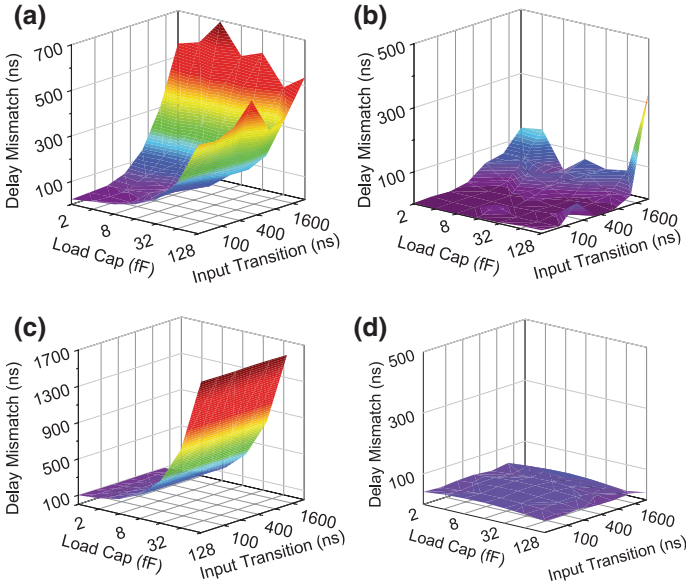 (a)
700
500
300
100
Delay Mismatch (ns)
2
8
32
128
Load Cap (fF)
100
400
1600
Input Transition (ns)
(b)
500
300
100
Delay Mismatch (ns)
2
8
32
128
Load Cap (fF)
100
400
1600
Input Transition (ns)
(c)
1700
1300
900
500
100
Delay Mismatch (ns)
2
8
32
128
Load Cap (fF)
100
400
1600
Input Transition (ns)
(d)
500
300
100
Delay Mismatch (ns)
2
8
32
128
Load Cap (fF)
100
400
1600
Input Transition (ns)